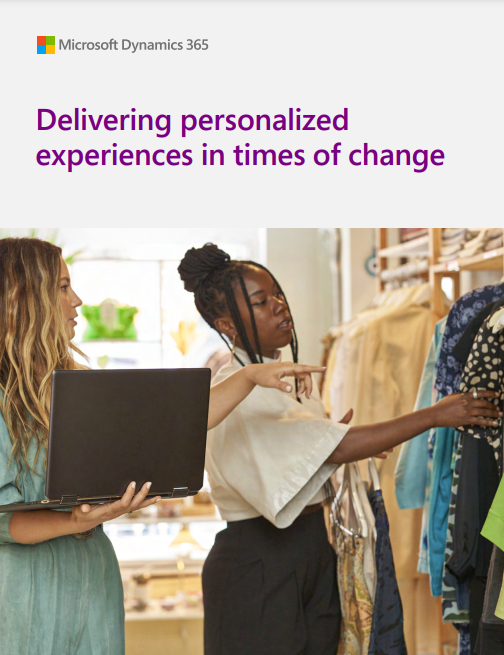 Microsoft Dynamics 365
Delivering personalized
experiences in times of change